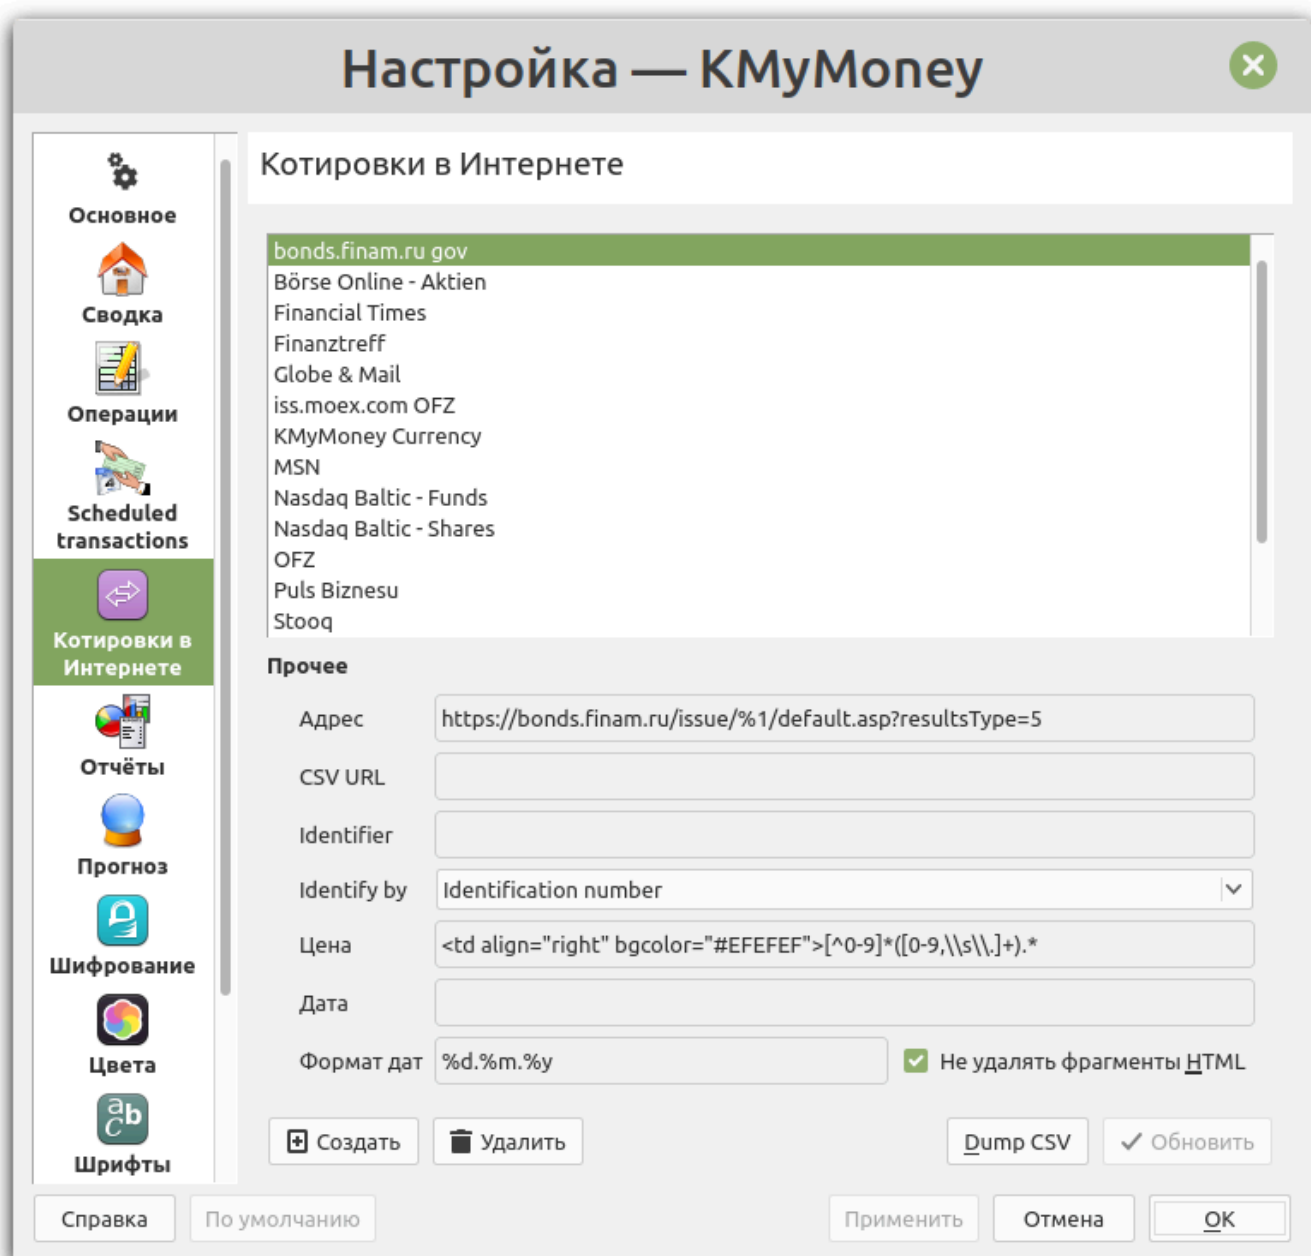 Настройка — KMyMoney
Основное
Сводка
Операции
Scheduled
transactions
Котировки в
Интернете
Отчёты
Прогноз
Шифрование
Цвета
Шрифты
Котировки в Интернете
bonds.finam.ru gov
Börse Online - Aktien
Financial Times
Finanztreff
Globe & Mail
iss.moex.com OFZ
KMyMoney Currency
MSN
Nasdaq Baltic - Funds
Nasdaq Baltic - Shares
OFZ
Puls Biznesu
Stooq
Прочее
Адрес https://bonds.finam.ru/issue/%1/default.asp?resultsType=5
CSV URL
Identifier
Identify by Identification number
Цена <td align="right" bgcolor="#EFEFEF">[^0-9]*([0-9,\\s\\.]+).*
Дата
Формат дат %d.%m.%y Не удалять фрагменты HTML
Создать Удалить Dump CSV Обновить
Справка По умолчанию Применить Отмена OK